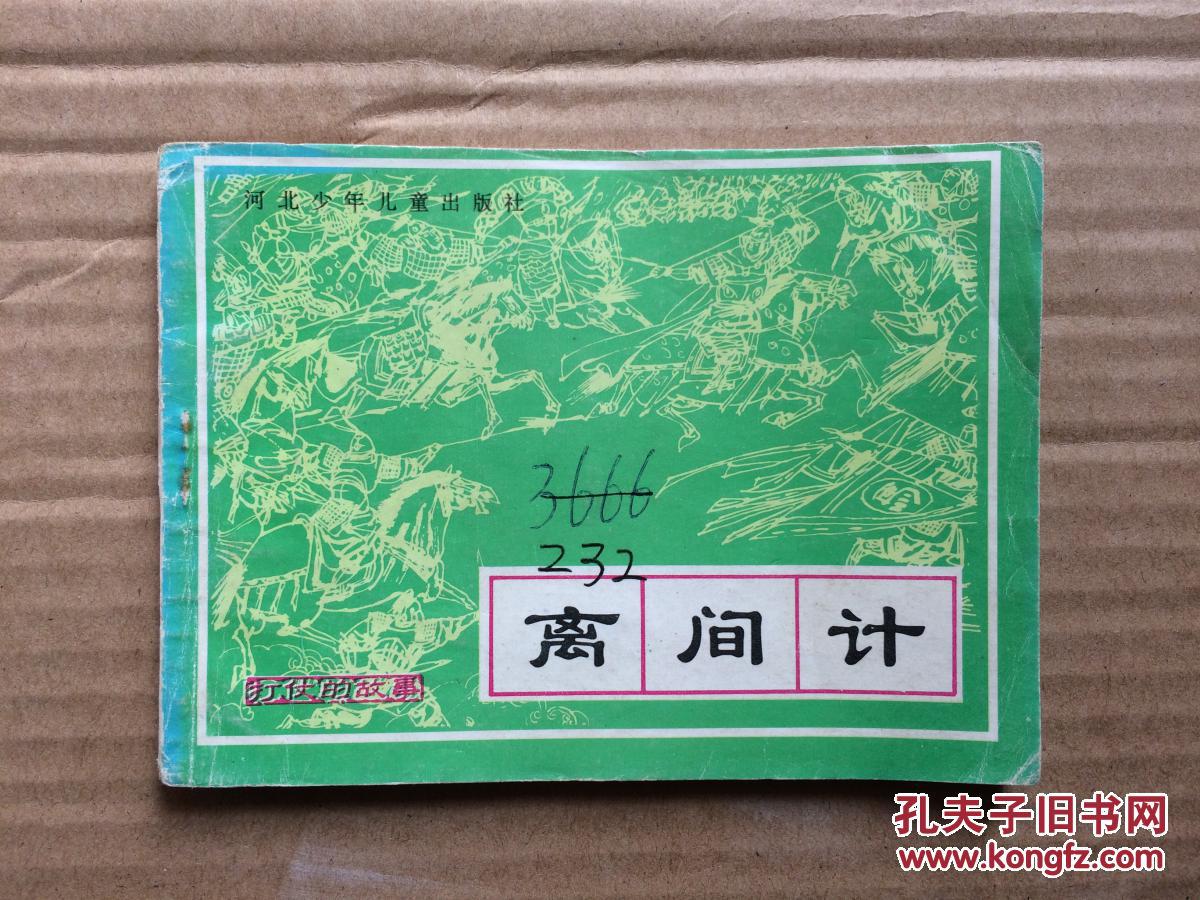 河北少年儿童出版社
3666
232
离间计
打仗的故事
孔夫子旧书网
www.kongfz.com